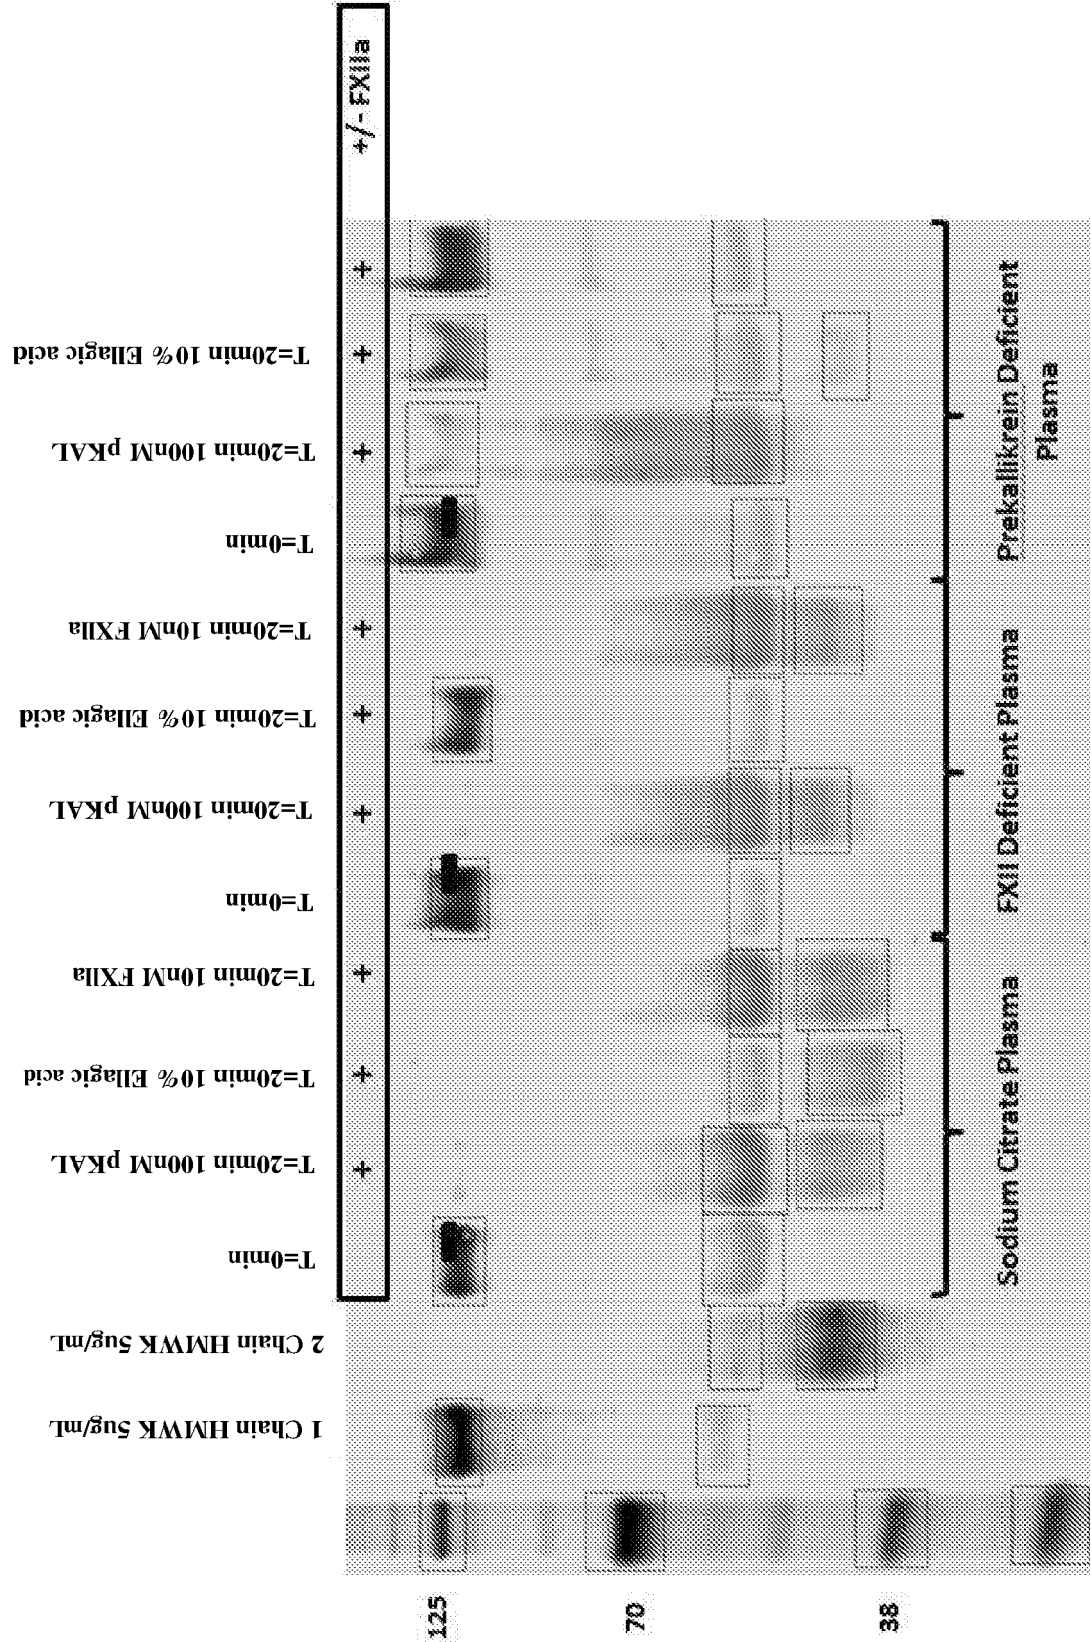 1 Chain HMWK 5ug/mL
2 Chain HMWK 5ug/mL
T=0min
T=20min 100nM pKAL
T=20min 10% Ellagic acid
T=20min 10nM FXIIa
T=0min
T=20min 100nM pKAL
T=20min 10% Ellagic acid
T=20min 10nM FXIIa
T=0min
T=20min 100nM pKAL
T=20min 10% Ellagic acid
+ + + + + + + + + + +/- FXIIa
125
70
38
Sodium Citrate Plasma
FXII Deficient Plasma
Prekallikrein Deficient
Plasma